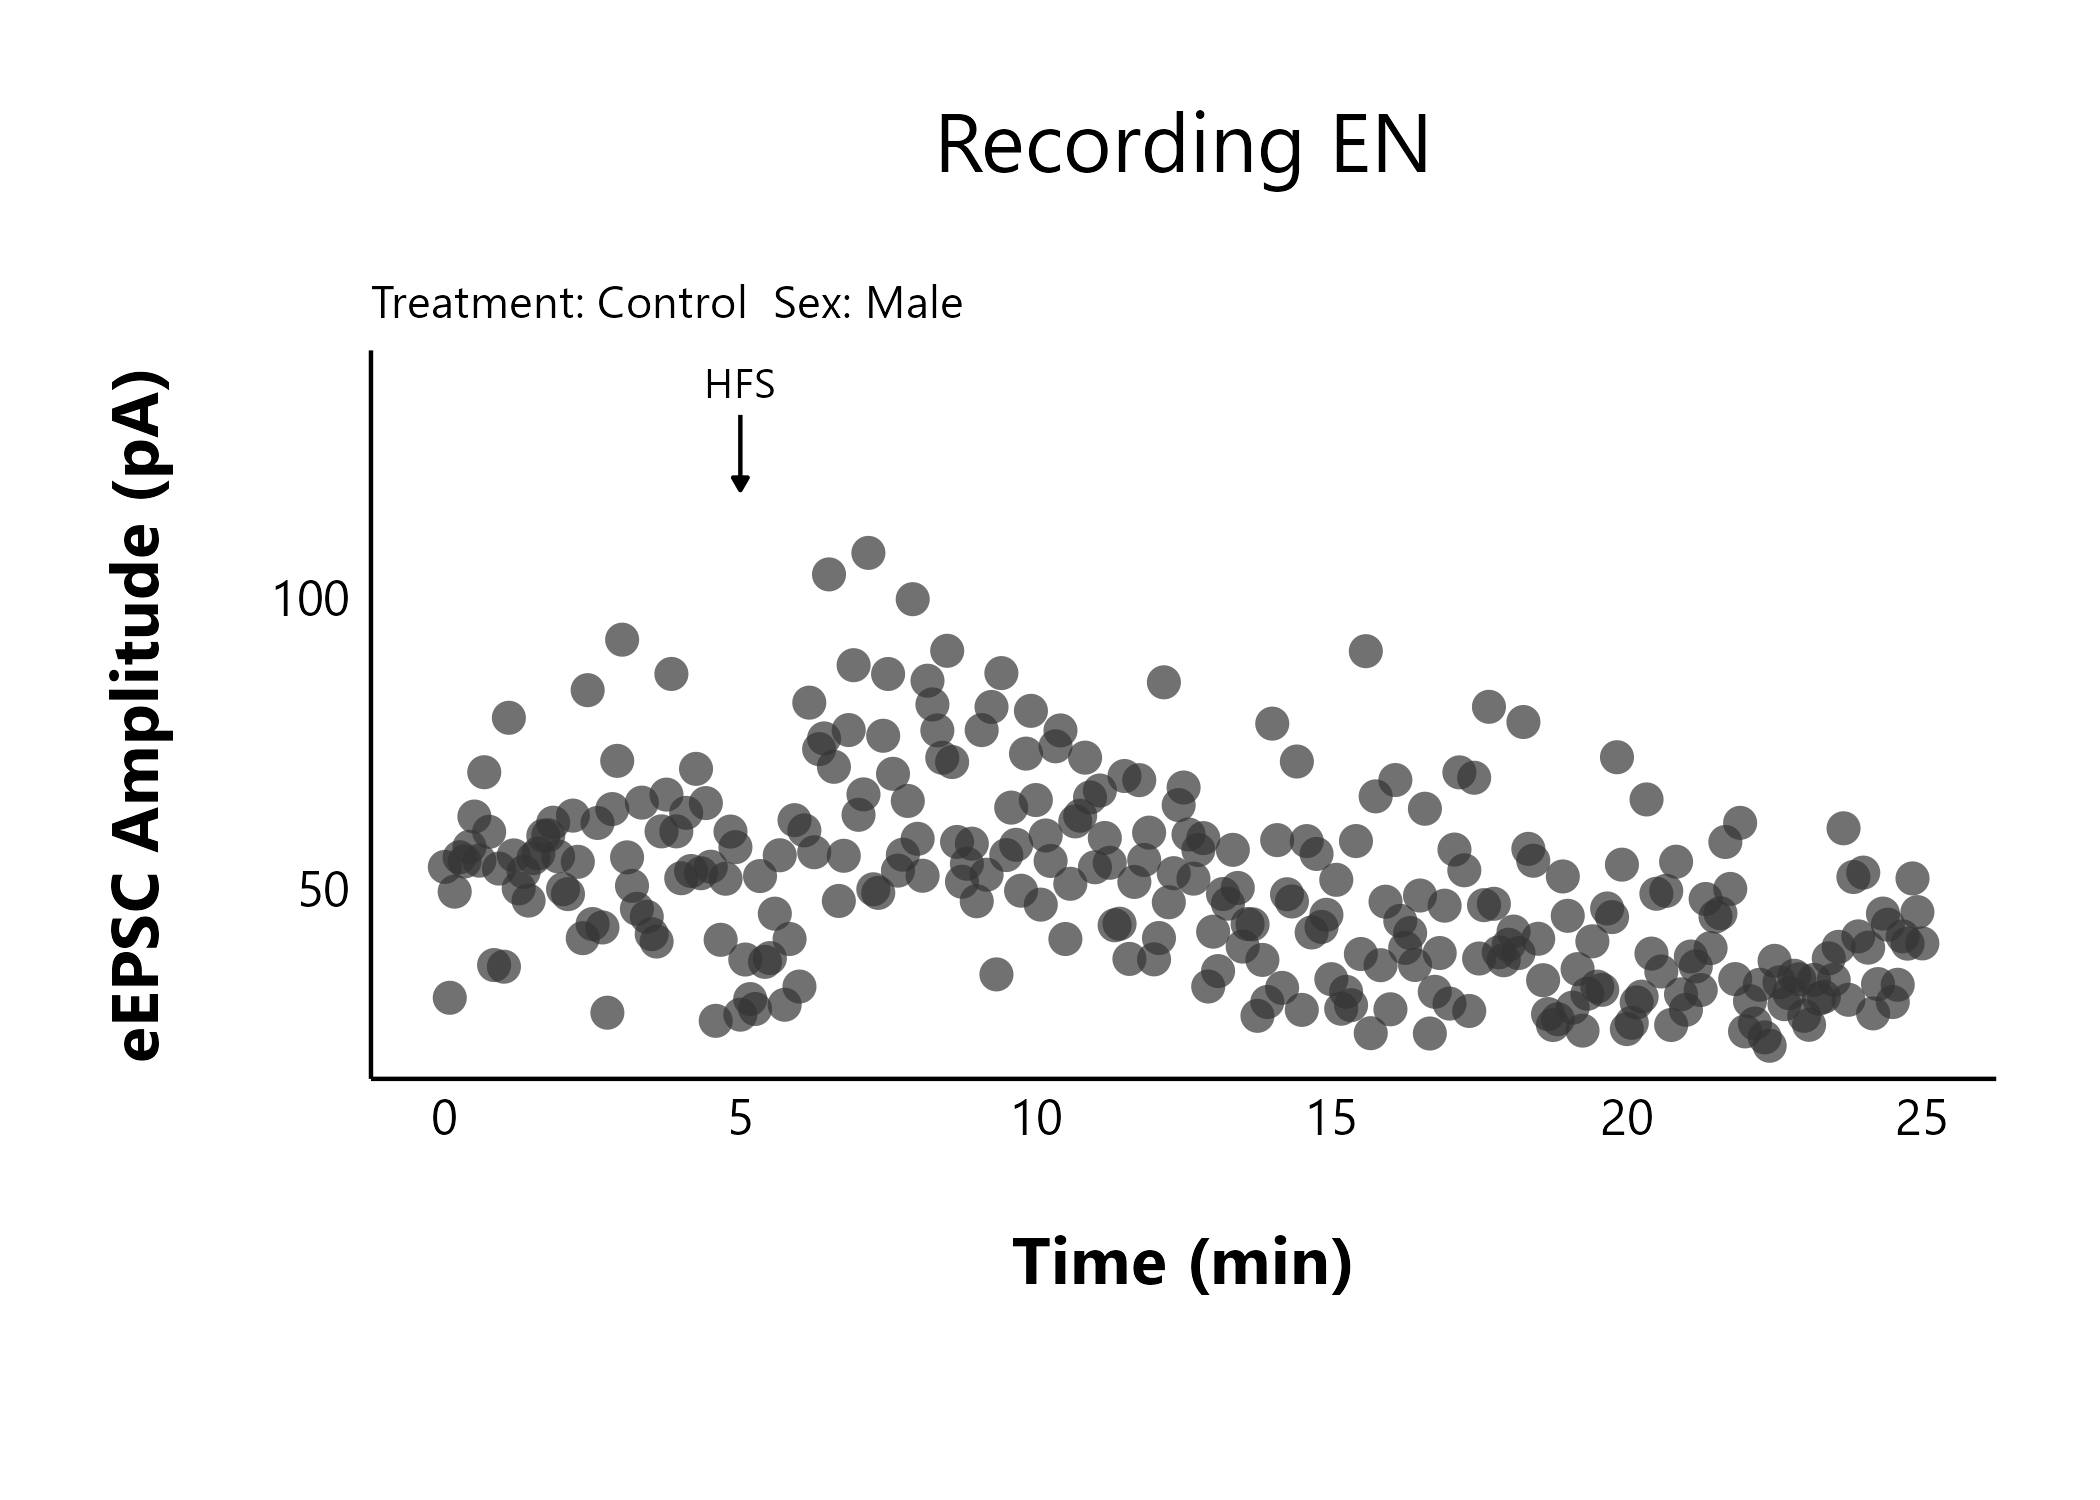 Recording EN
Treatment: Control  Sex: Male
HFS
eEPSC Amplitude (pA)
100
50
0 5 10 15 20 25
Time (min)